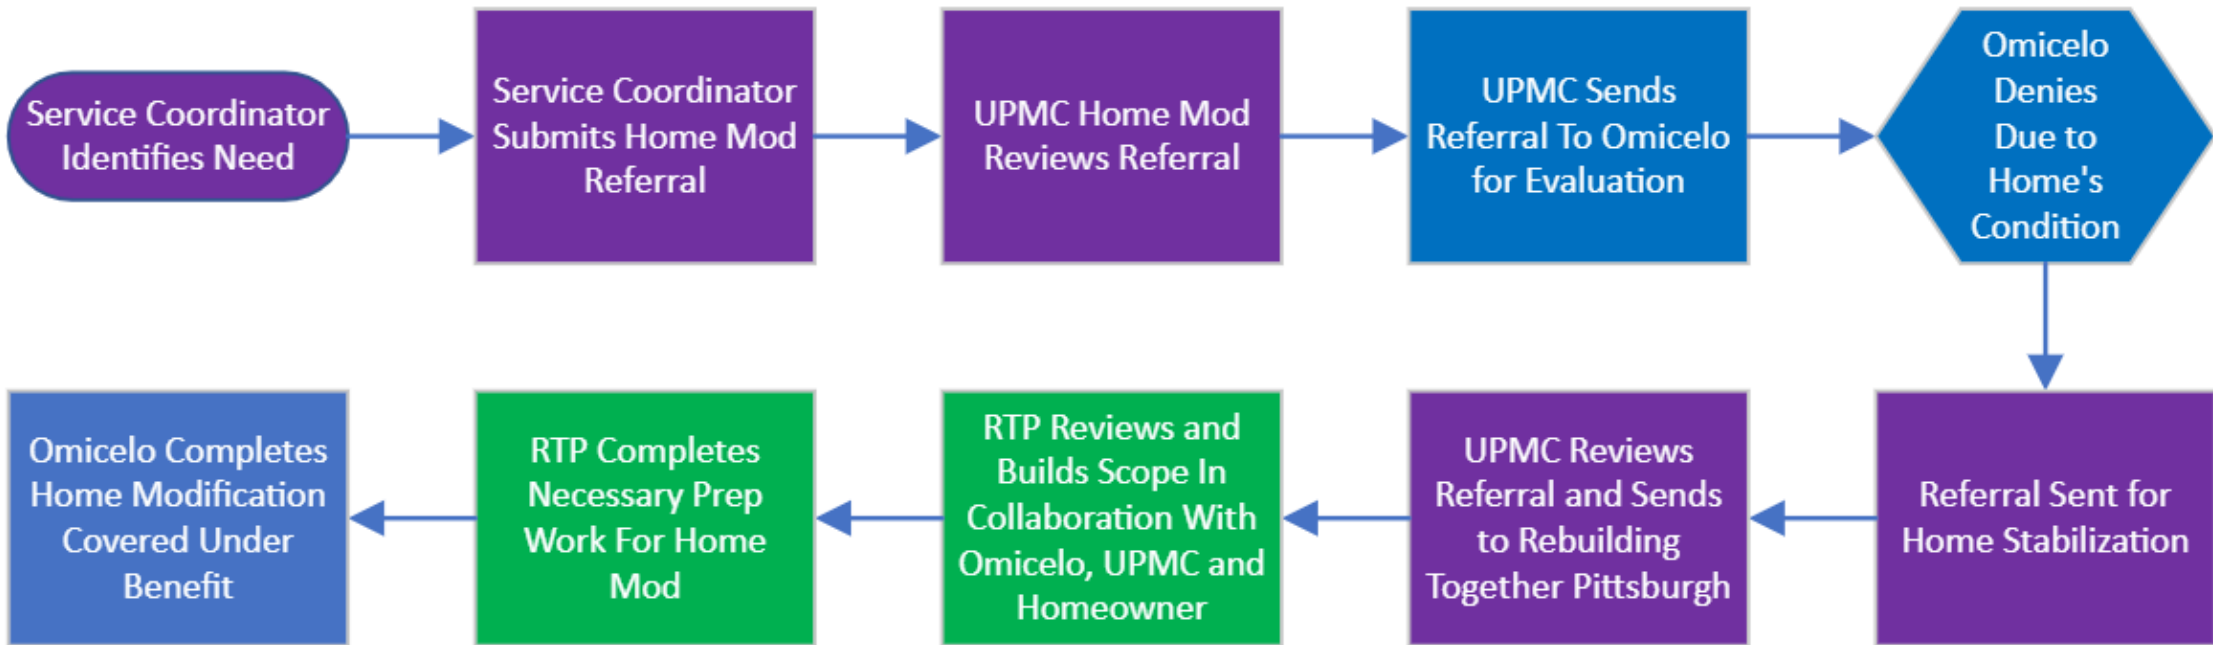 Service Coordinator
Identifies Need
Service Coordinator
Submits Home Mod
Referral
UPMC Home Mod
Reviews Referral
UPMC Sends
Referral To Omicelo
for Evaluation
Omicelo
Denies
Due to
Home's
Condition
Referral Sent for
Home Stabilization
UPMC Reviews
Referral and Sends
to Rebuilding
Together Pittsburgh
RTP Reviews and
Builds Scope In
Collaboration With
Omicelo, UPMC and
Homeowner
RTP Completes
Necessary Prep
Work For Home
Mod
Omicelo Completes
Home Modification
Covered Under
Benefit